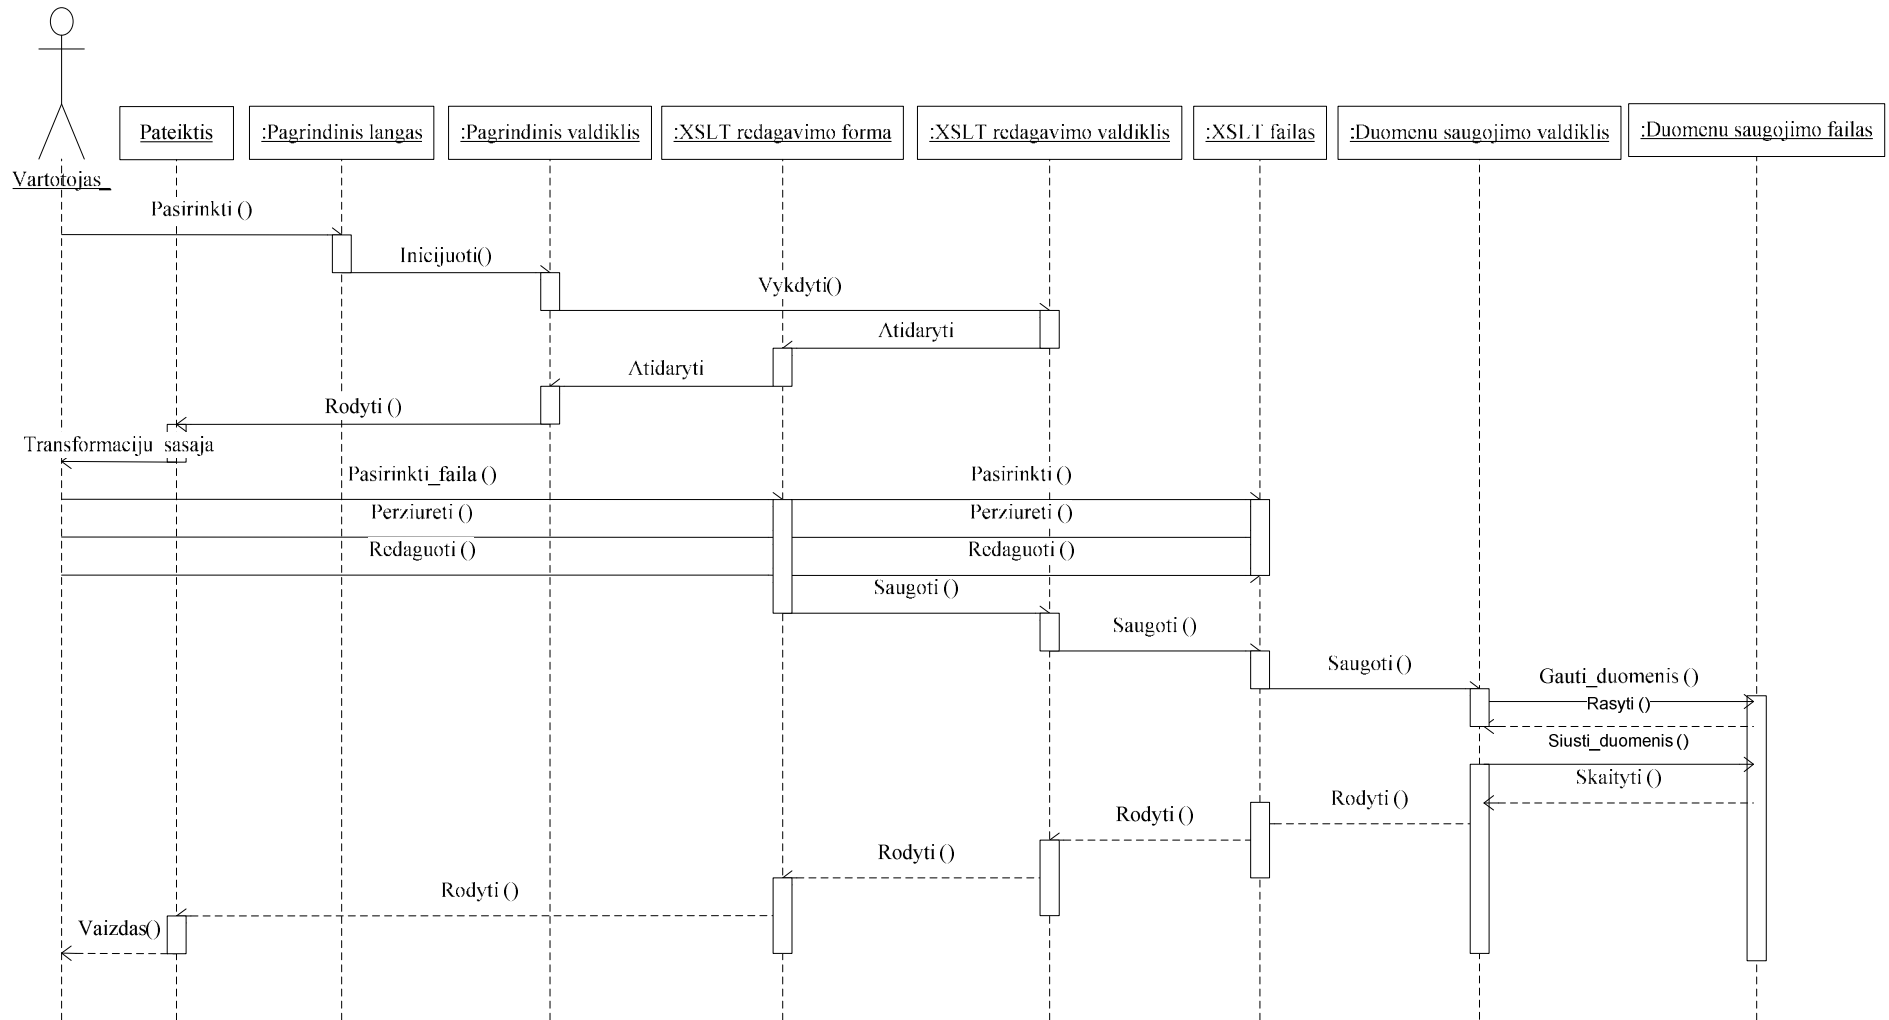 Pateiktis
:Pagrindinis langas
:Pagrindinis valdiklis
:XSLT redagavimo forma
:XSLT redagavimo valdiklis
:XSLT failas
:Duomenu saugojimo valdiklis
:Duomenu saugojimo failas
Vartotojas_
Pasirinkti ()
Inicijuoti()
Vykdyti()
Atidaryti
Atidaryti
Rodyti ()
Transformaciju sasaja
Pasirinkti_faila ()
Pasirinkti ()
Perziureti ()
Perziureti ()
Redaguoti ()
Redaguoti ()
Saugoti ()
Saugoti ()
Saugoti ()
Gauti_duomenis ()
Rasyti ()
Siusti_duomenis ()
Skaityti ()
Rodyti ()
Rodyti ()
Rodyti ()
Rodyti ()
Vaizdas()